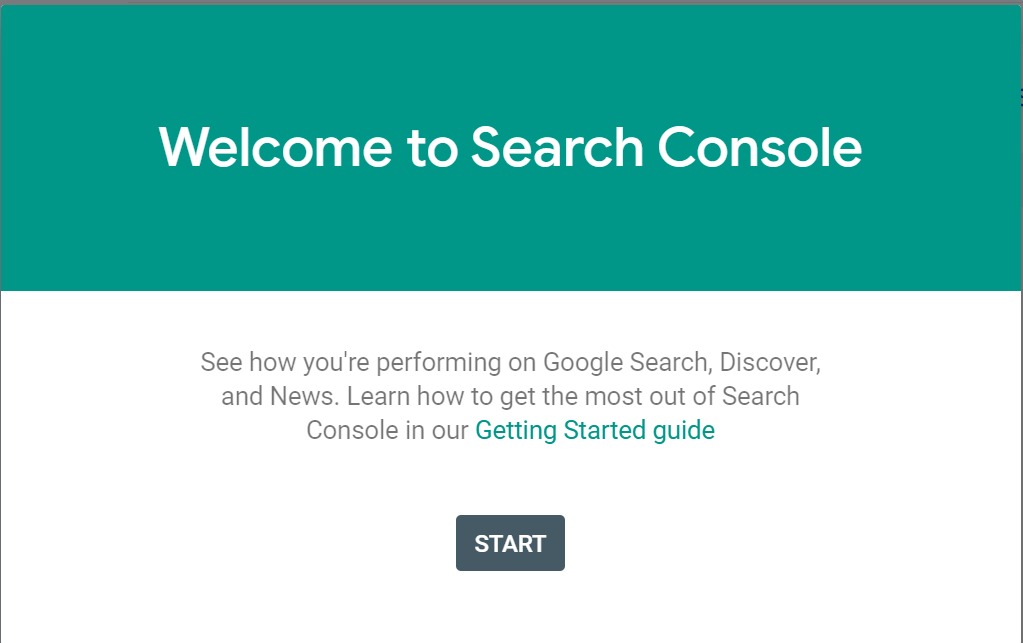 Welcome to Search Console
See how you're performing on Google Search, Discover,
and News. Learn how to get the most out of Search
Console in our Getting Started guide
START